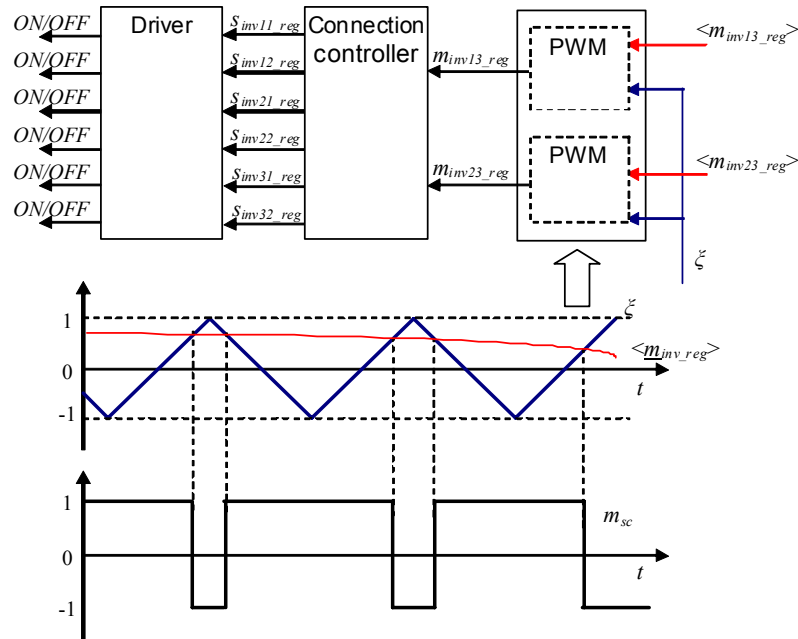 ON/OFF
ON/OFF
ON/OFF
ON/OFF
ON/OFF
ON/OFF
Driver
s_inv11_reg
s_inv12_reg
s_inv21_reg
s_inv22_reg
s_inv31_reg
s_inv32_reg
Connection
controller
m_inv13_reg
m_inv23_reg
PWM
PWM
<m_inv13_reg>
<m_inv23_reg>
ξ
1
0
-1
ξ
<m_inv_reg>
t
1
0
-1
m_sc
t